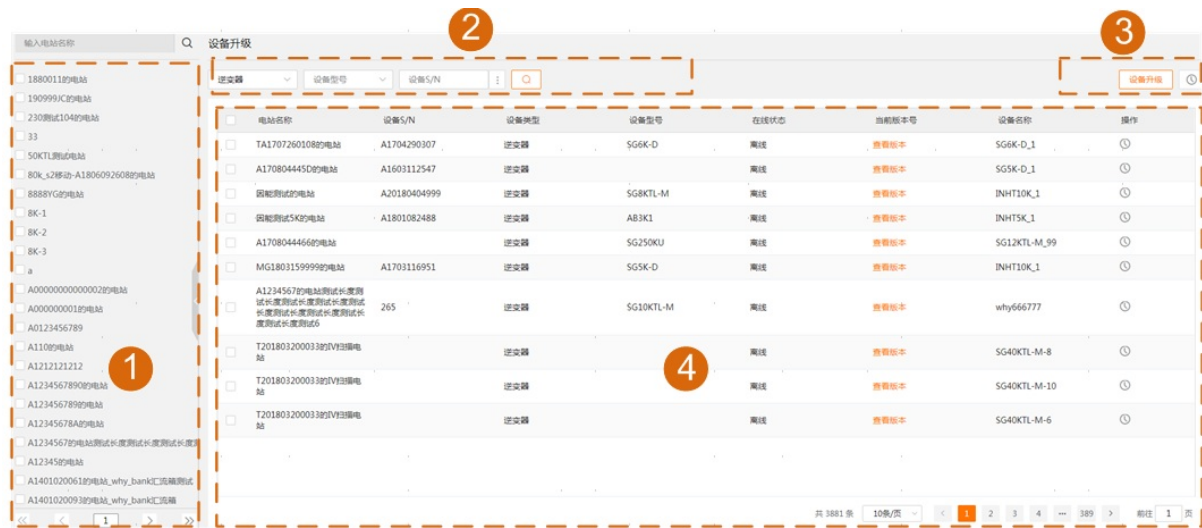 输入电站名称
设备升级
2
3
1880011的电站
190999JC的电站
230测试104的电站
33
50KTL测试电站
80k_s2移动-A1806092608的电站
8888YG的电站
8K-1
8K-2
8K-3
a
A00000000000002的电站
A000000001的电站
A0123456789
A110的电站
A1212121212
A1234567890的电站
A123456789的电站
A12345678A的电站
A1234567的电站测试长度测试长度测试长度测
A12345的电站
A1401020061的电站_why_bank汇流箱测试
A1401020093的电站_why_bank汇流箱
1
1
逆变器 设备型号 设备S/N
设备升级
电站名称 设备S/N 设备类型 设备型号 在线状态 当前版本号 设备名称 操作
TA1707260108的电站 A1704290307 逆变器 SG6K-D 离线 查看版本 SG6K-D_1
A170804445D的电站 A1603112547 逆变器 离线 查看版本 SG5K-D_1
因能测试的电站 A20180404999 逆变器 SG8KTL-M 离线 查看版本 INHT10K_1
因能测试5K的电站 A1801082488 逆变器 AB3K1 离线 查看版本 INHT5K_1
A1708044466的电站 逆变器 SG250KU 离线 查看版本 SG12KTL-M_99
MG1803159999的电站 A1703116951 逆变器 SG5K-D 离线 查看版本 INHT10K_1
A1234567的电站测试长度测
试长度测试长度测试长度测试
长度测试长度测试长度测试长
度测试长度测试6
265 逆变器 SG10KTL-M 离线 查看版本 why666777
T201803200033的IV扫描电
站
逆变器 离线 查看版本 SG40KTL-M-8
T201803200033的IV扫描电
站
逆变器 离线 查看版本 SG40KTL-M-10
T201803200033的IV扫描电
站
逆变器 离线 查看版本 SG40KTL-M-6
4
共 3881 条 10条/页 1 2 3 4 ··· 389 前往 1 页